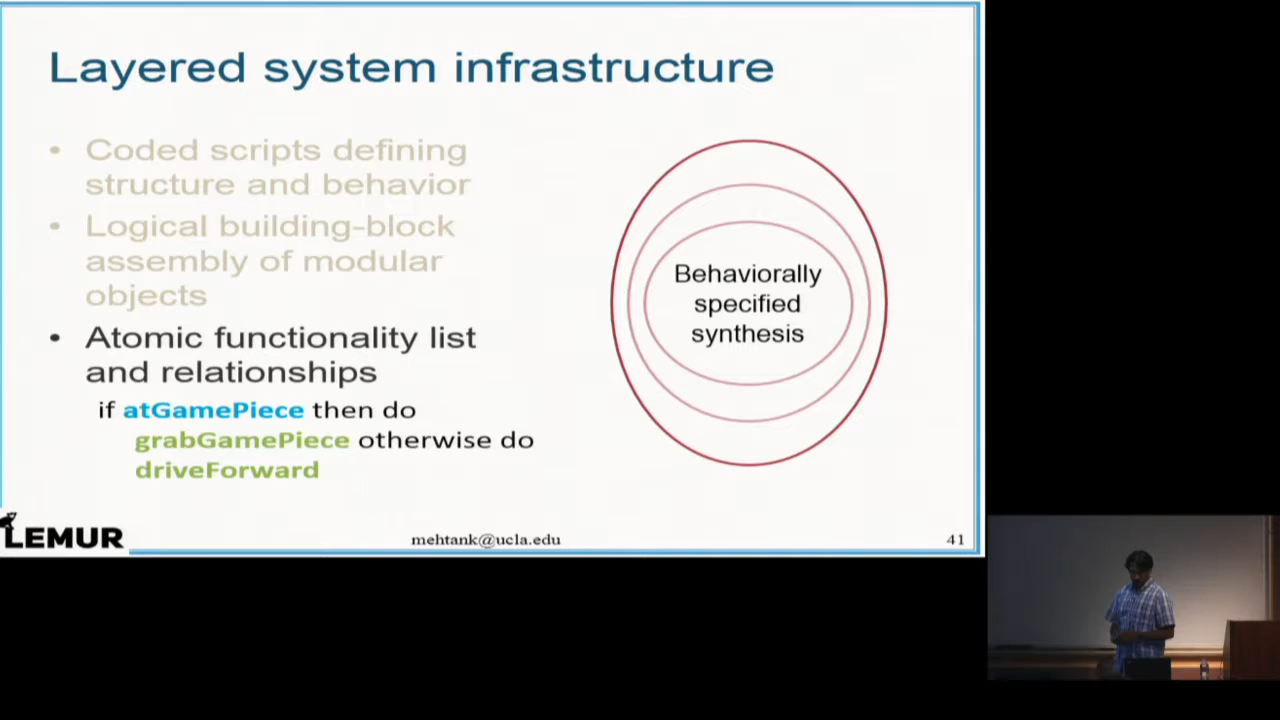 Layered system infrastructure
• Coded scripts defining
structure and behavior
• Logical building-block
assembly of modular
objects
• Atomic functionality list
and relationships
if atGamePiece then do
grabGamePiece otherwise do
driveForward
Behaviorally
specified
synthesis
LEMUR
mehtank@ucla.edu
41